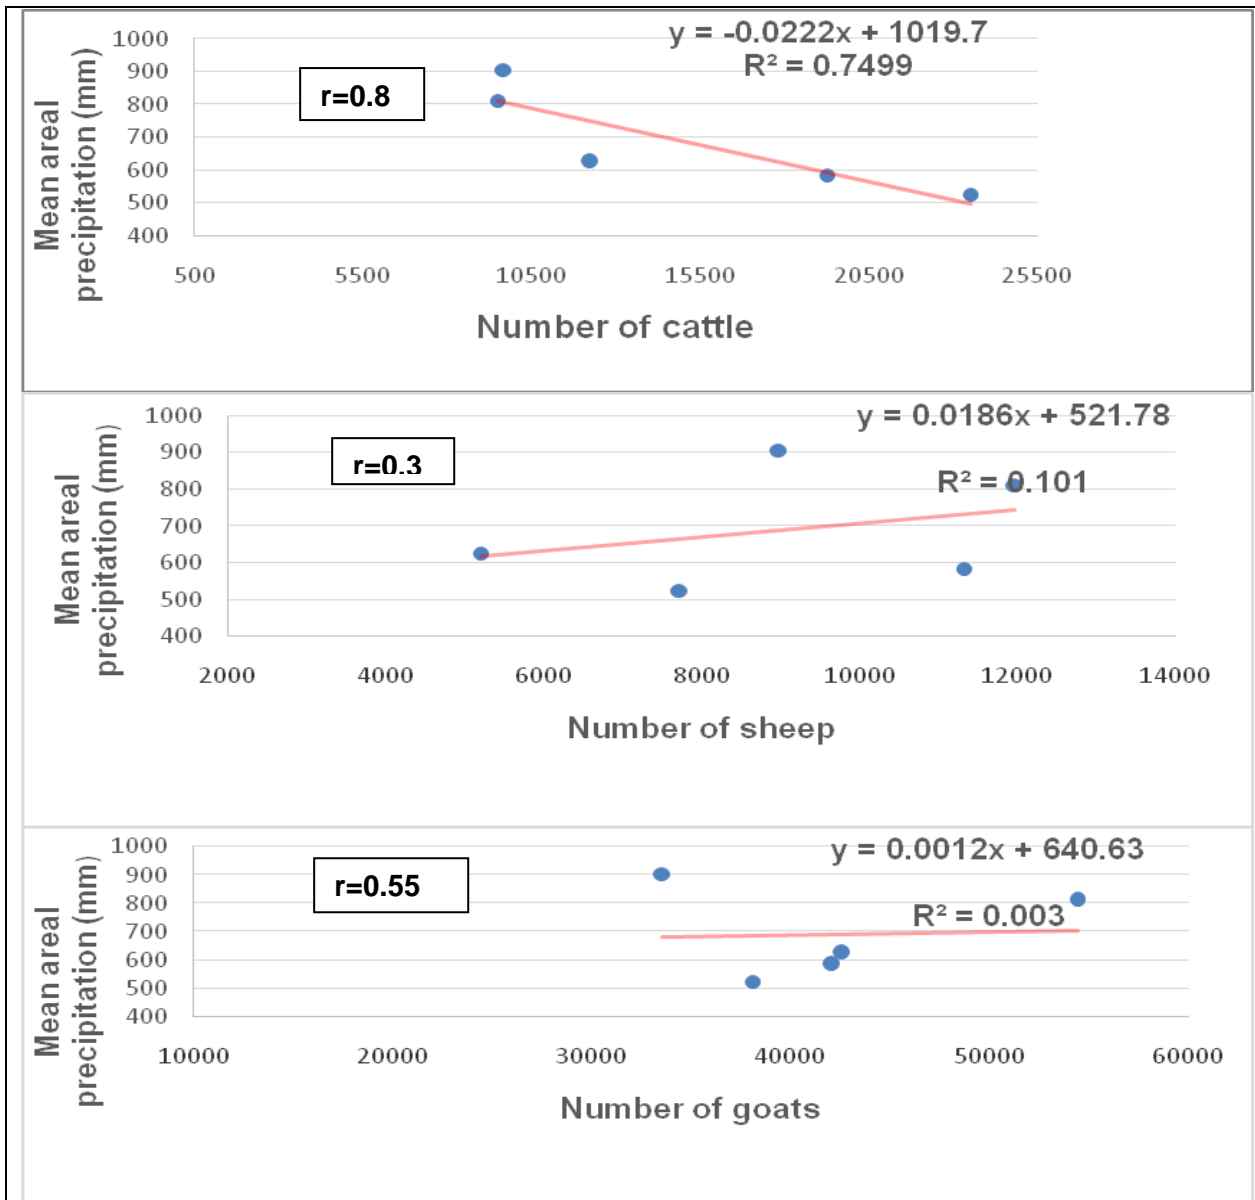 y = -0.0222x + 1019.7
R² = 0.7499
r=0.8
Mean areal
precipitation (mm)
1000
900
800
700
600
500
400
500 5500 10500 15500 20500 25500
Number of cattle
y = 0.0186x + 521.78
R² = 0.101
r=0.3
Mean areal
precipitation (mm)
1000
900
800
700
600
500
400
2000 4000 6000 8000 10000 12000 14000
Number of sheep
y = 0.0012x + 640.63
R² = 0.003
r=0.55
Mean areal
precipitation (mm)
1000
900
800
700
600
500
400
10000 20000 30000 40000 50000 60000
Number of goats